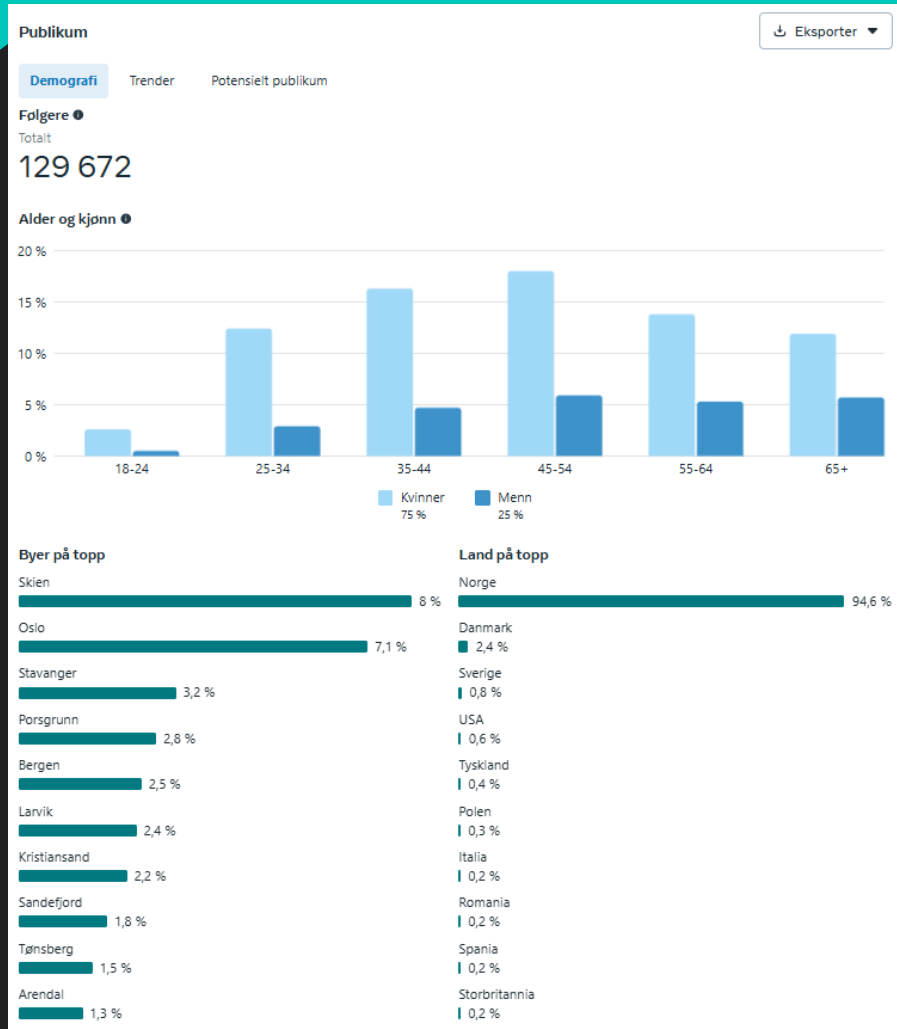 Publikum
Eksporter
Demografi Trender Potensielt publikum
Følgere
Totalt
129 672
Alder og kjønn
20 %
15 %
10 %
5 %
0 %
18-24 25-34 35-44 45-54 55-64 65+
Kvinner Menn
75 % 25 %
Byer på topp
Skien
8 %
Oslo
7,1 %
Stavanger
3,2 %
Porsgrunn
2,8 %
Bergen
2,5 %
Larvik
2,4 %
Kristiansand
2,2 %
Sandefjord
1,8 %
Tønsberg
1,5 %
Arendal
1,3 %
Land på topp
Norge
94,6 %
Danmark
2,4 %
Sverige
0,8 %
USA
0,6 %
Tyskland
0,4 %
Polen
0,3 %
Italia
0,2 %
Romania
0,2 %
Spania
0,2 %
Storbritannia
0,2 %